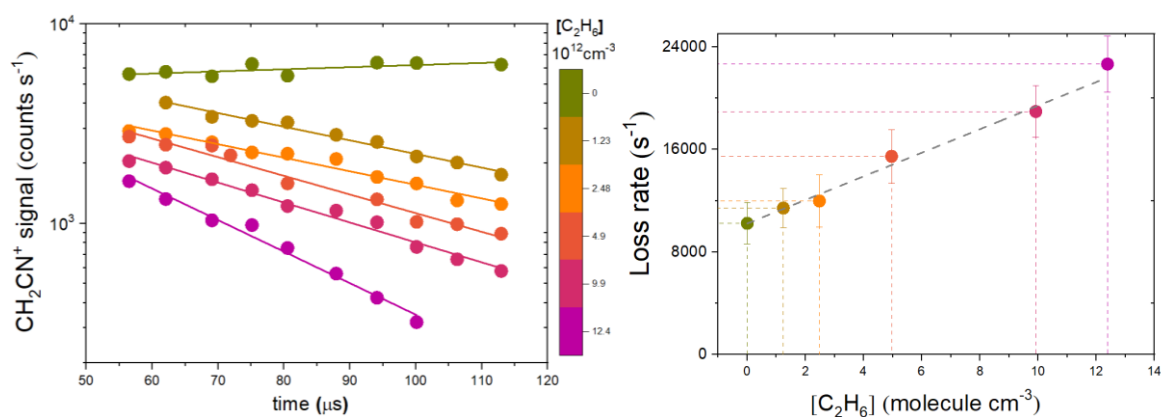 10⁴
10³
CH₂CN⁺ signal (counts s⁻¹)
50 60 70 80 90 100 110 120
time (μs)
[C₂H₆]
10¹²cm⁻³
0
1.23
2.48
4.9
9.9
12.4
24000
16000
8000
0
Loss rate (s⁻¹)
0 2 4 6 8 10 12 14
[C₂H₆] (molecule cm⁻³)